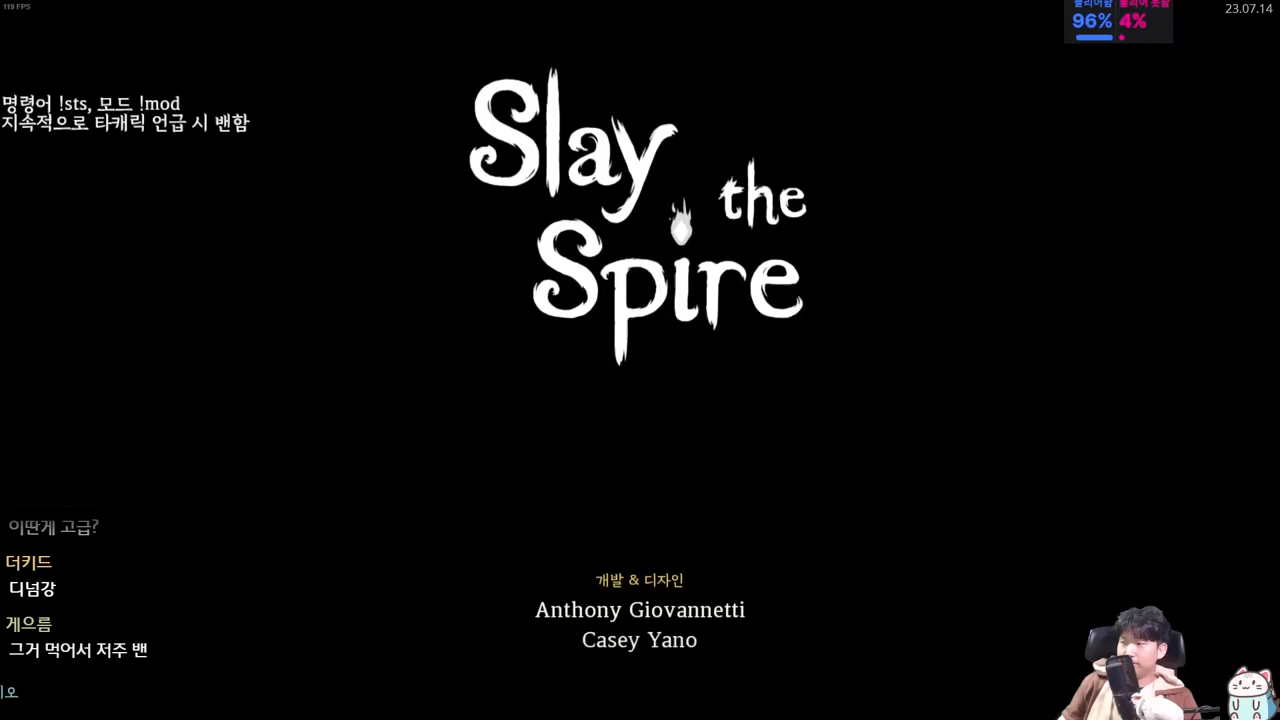 119 FPS
23.07.14
96% 4%
명령어 !sts, 모드 !mod
지속적으로 타캐릭 언급 시 밴함
Slay the Spire
이딴게 고급?
더키드
디넘강
게으름
그거 먹어서 저주 밴
개발 & 디자인
Anthony Giovannetti
Casey Yano